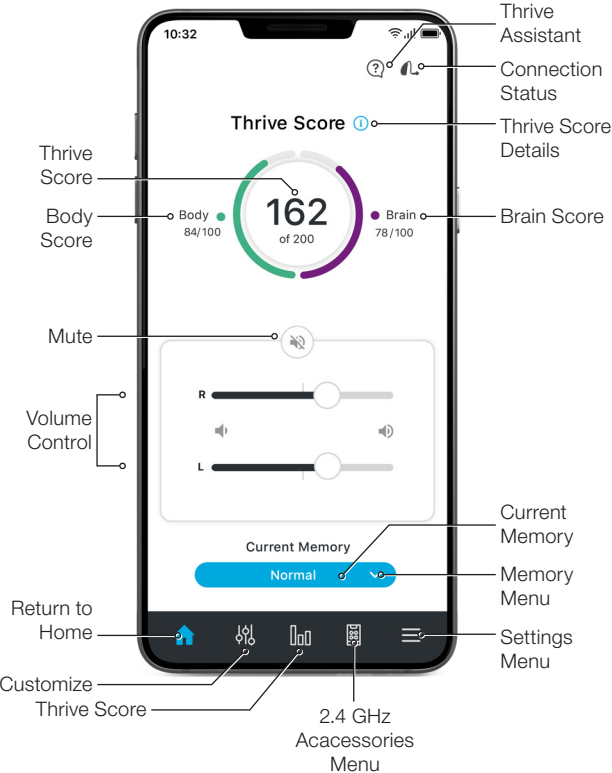 Thrive
Assistant
10:32
Connection
Status
Thrive Score
Thrive Score
Details
Thrive
Score
162
of 200
Body
84/100
Brain
78/100
Body
Score
Brain Score
Mute
R
Volume
Control
L
Current
Memory
Current Memory
Normal
Memory
Menu
Return to
Home
Settings
Menu
Customize
Thrive Score
2.4 GHz
Acacessories
Menu